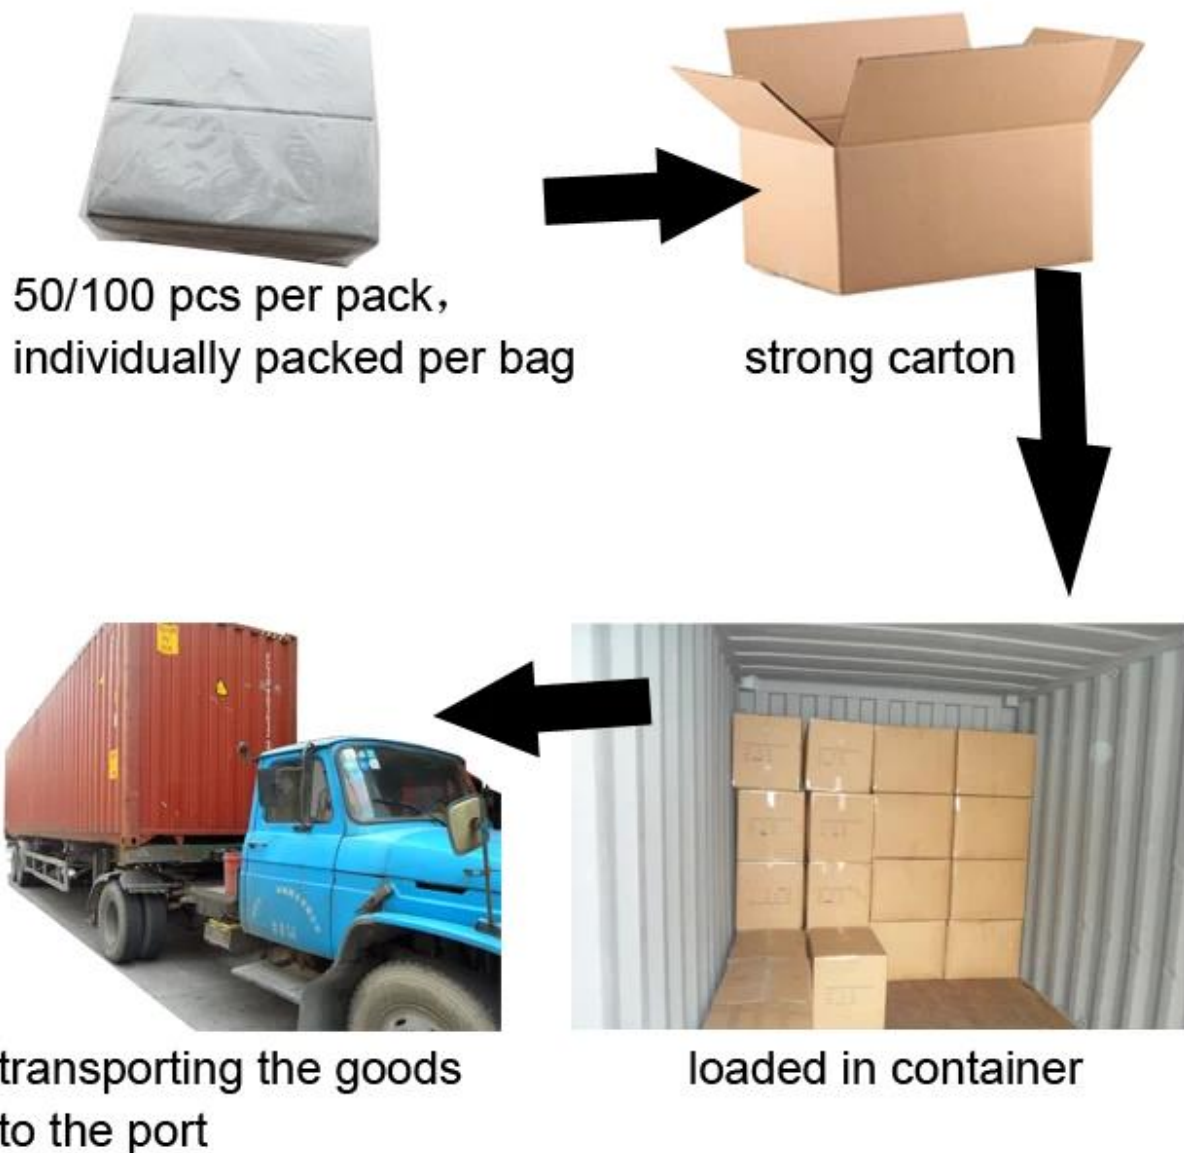 50/100 pcs per pack，
individually packed per bag
strong carton
transporting the goods
to the port
loaded in container